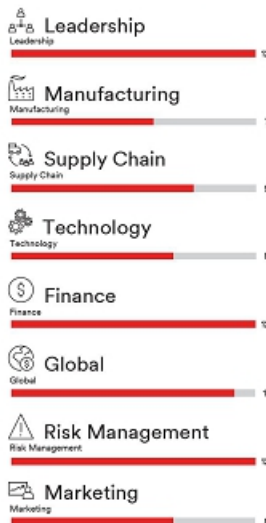 Leadership
Leadership
Manufacturing
Manufacturing
Supply Chain
Supply Chain
Technology
Technology
Finance
Finance
Global
Global
Risk Management
Risk Management
Marketing
Marketing